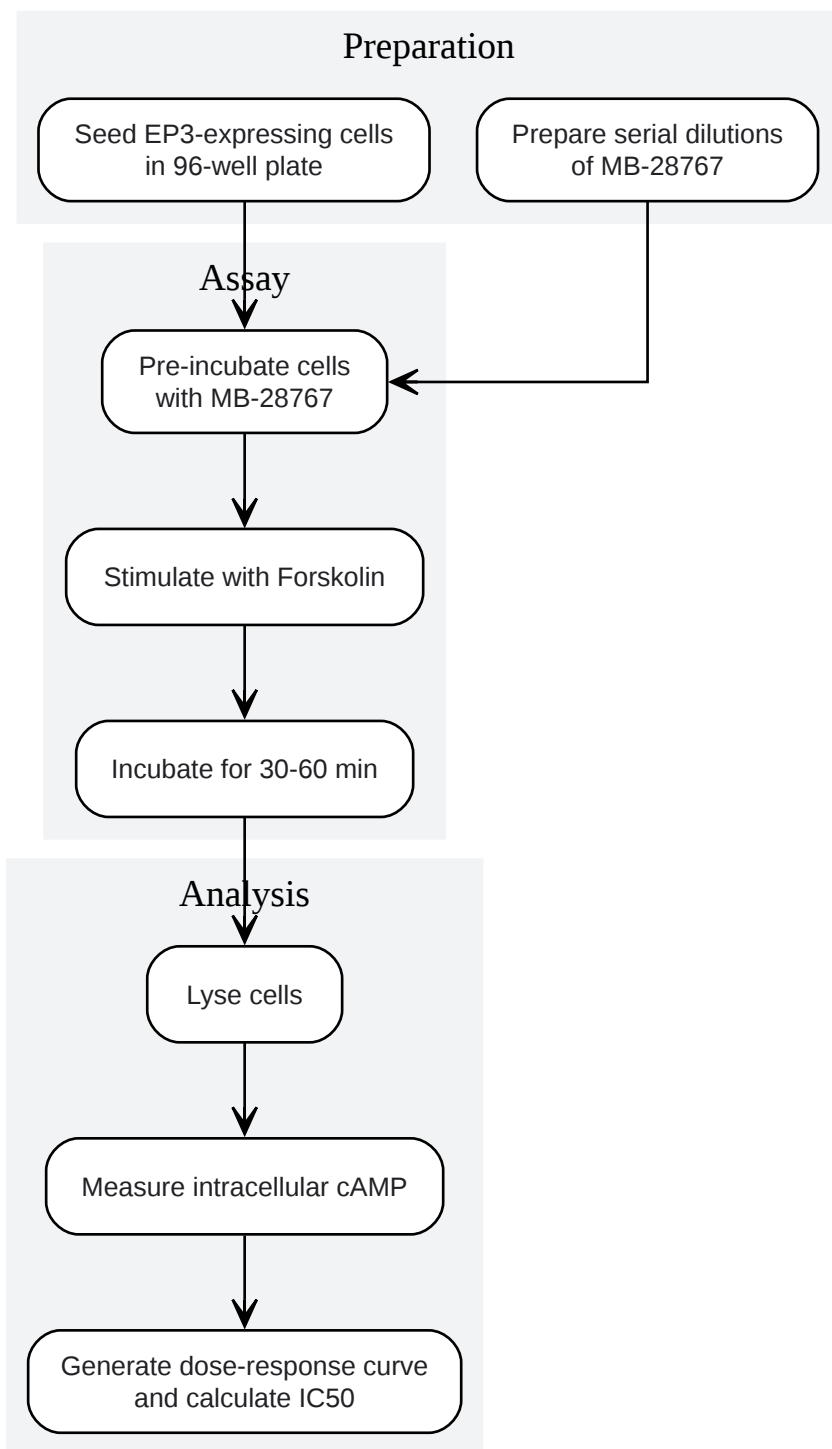 Preparation
Seed EP3-expressing cells
in 96-well plate
Prepare serial dilutions
of MB-28767
Assay
Pre-incubate cells
with MB-28767
Stimulate with Forskolin
Incubate for 30-60 min
Analysis
Lyse cells
Measure intracellular cAMP
Generate dose-response curve
and calculate IC50